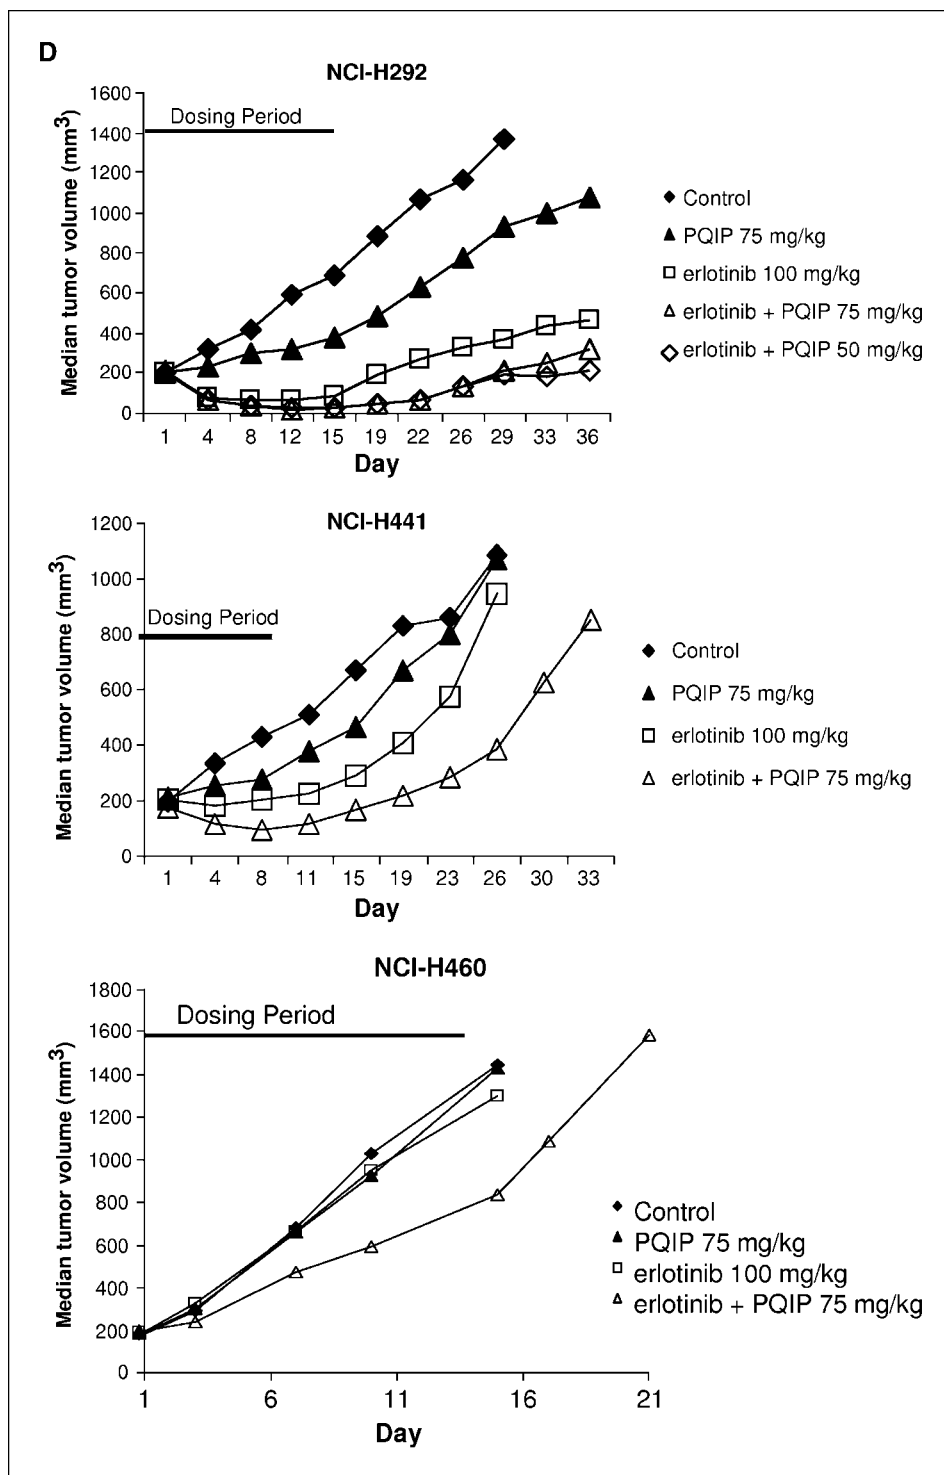 D
NCI-H292
Median tumor volume (mm3)
1600
1400
1200
1000
800
600
400
200
0
Dosing Period
1 4 8 12 15 19 22 26 29 33 36
Day
Control
PQIP 75 mg/kg
erlotinib 100 mg/kg
erlotinib + PQIP 75 mg/kg
erlotinib + PQIP 50 mg/kg
NCI-H441
Median tumor volume (mm3)
1200
1000
800
600
400
200
0
Dosing Period
1 4 8 11 15 19 23 26 30 33
Day
Control
PQIP 75 mg/kg
erlotinib 100 mg/kg
erlotinib + PQIP 75 mg/kg
NCI-H460
Median tumor volume (mm3)
1800
1600
1400
1200
1000
800
600
400
200
0
Dosing Period
1 6 11 16 21
Day
Control
PQIP 75 mg/kg
erlotinib 100 mg/kg
erlotinib + PQIP 75 mg/kg